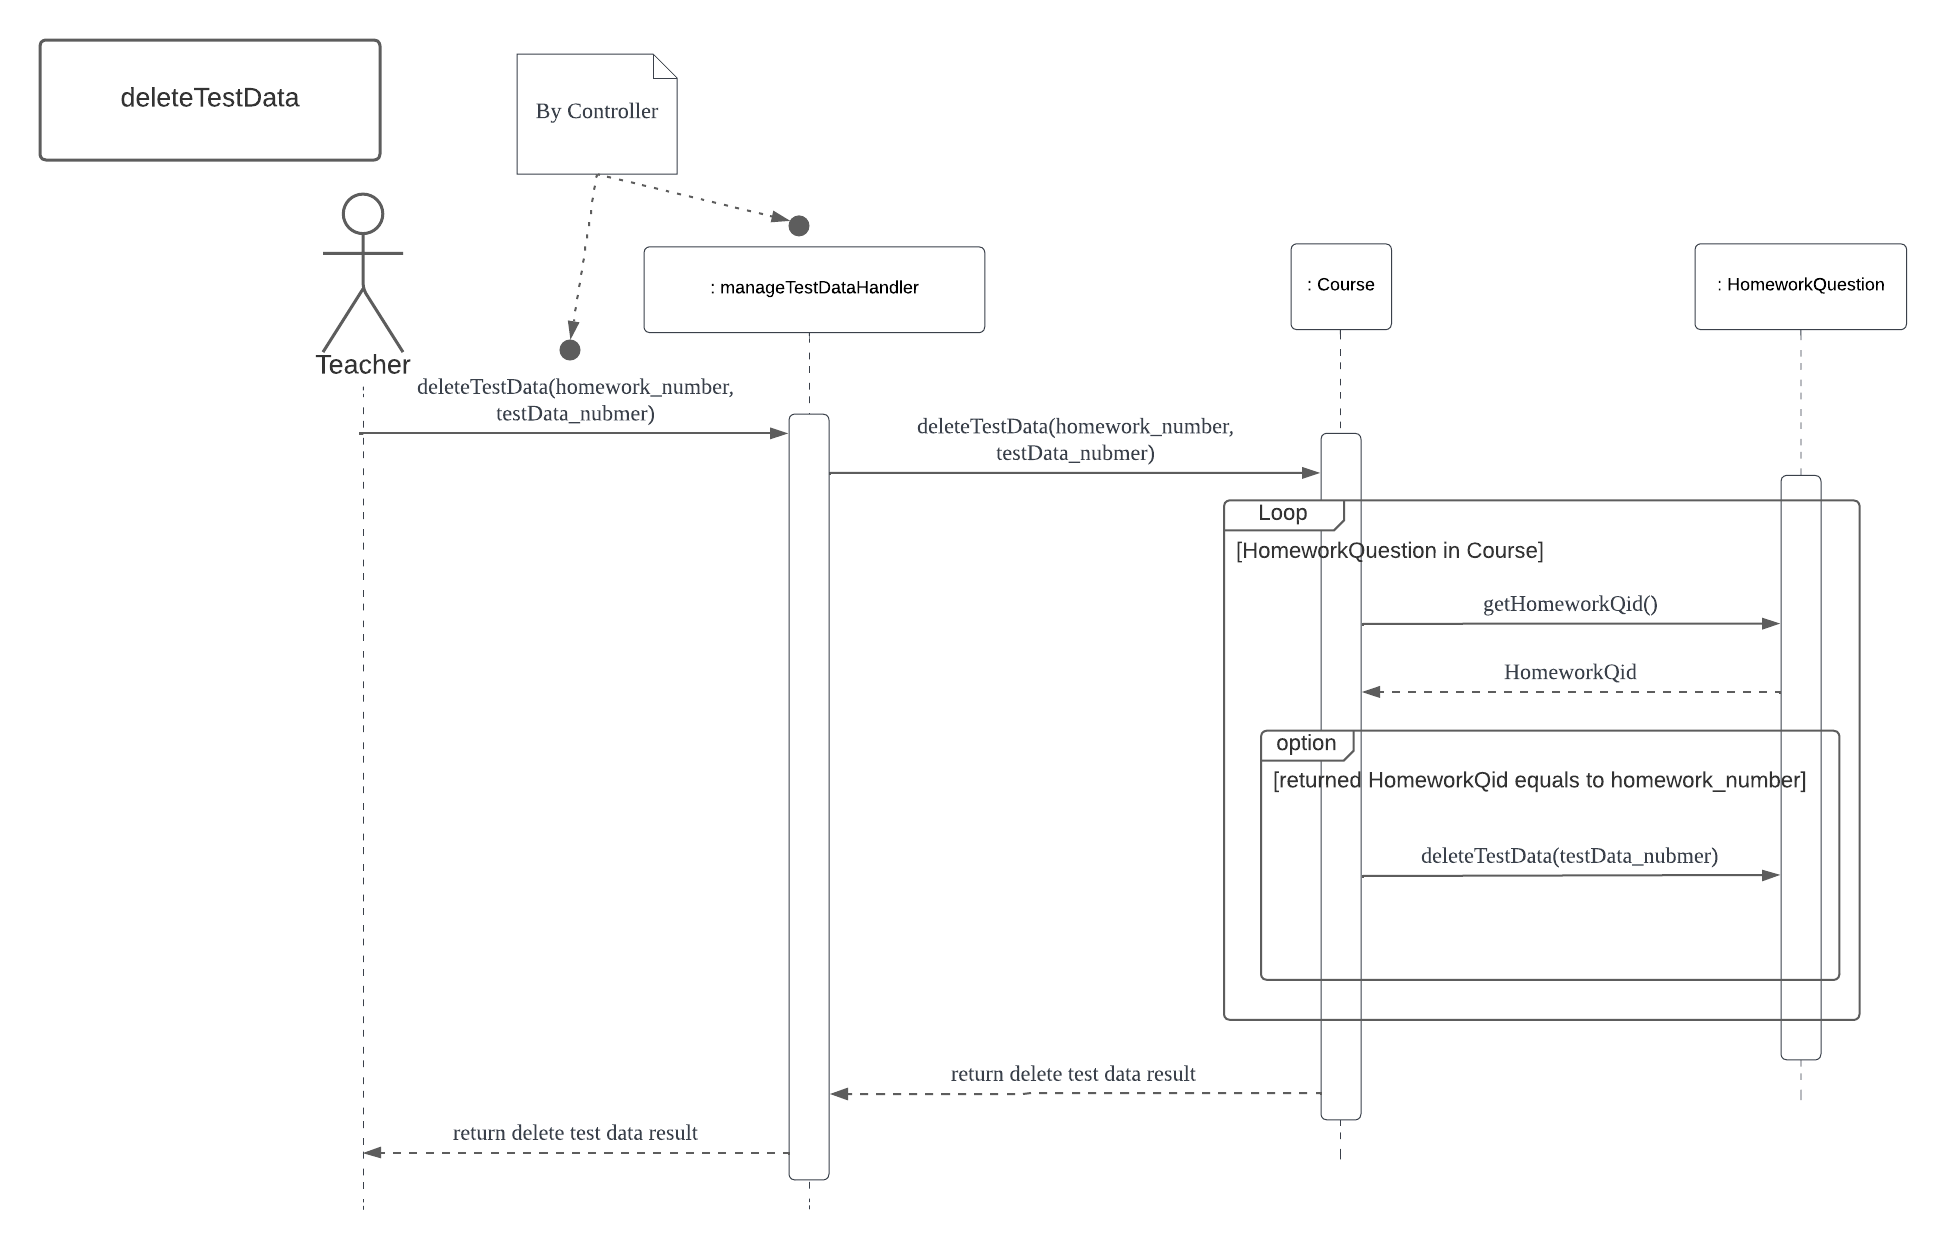 deleteTestData
By Controller
: manageTestDataHandler
: Course
: HomeworkQuestion
Teacher
deleteTestData(homework_number,
testData_nubmer)
deleteTestData(homework_number,
testData_nubmer)
Loop
[HomeworkQuestion in Course]
getHomeworkQid()
HomeworkQid
option
[returned HomeworkQid equals to homework_number]
deleteTestData(testData_nubmer)
return delete test data result
return delete test data result